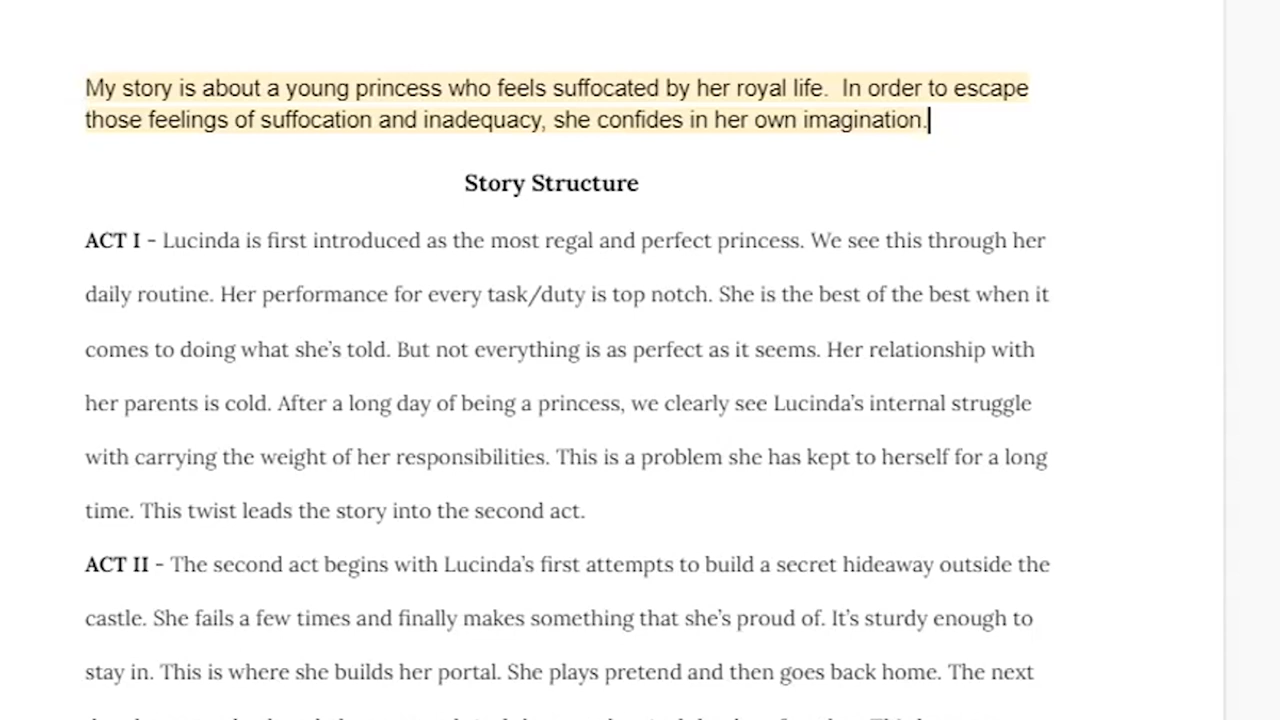 My story is about a young princess who feels suffocated by her royal life.  In order to escape
those feelings of suffocation and inadequacy, she confides in her own imagination.
Story Structure
ACT I - Lucinda is first introduced as the most regal and perfect princess. We see this through her
daily routine. Her performance for every task/duty is top notch. She is the best of the best when it
comes to doing what she’s told. But not everything is as perfect as it seems. Her relationship with
her parents is cold. After a long day of being a princess, we clearly see Lucinda’s internal struggle
with carrying the weight of her responsibilities. This is a problem she has kept to herself for a long
time. This twist leads the story into the second act.
ACT II - The second act begins with Lucinda’s first attempts to build a secret hideaway outside the
castle. She fails a few times and finally makes something that she’s proud of. It’s sturdy enough to
stay in. This is where she builds her portal. She plays pretend and then goes back home. The next